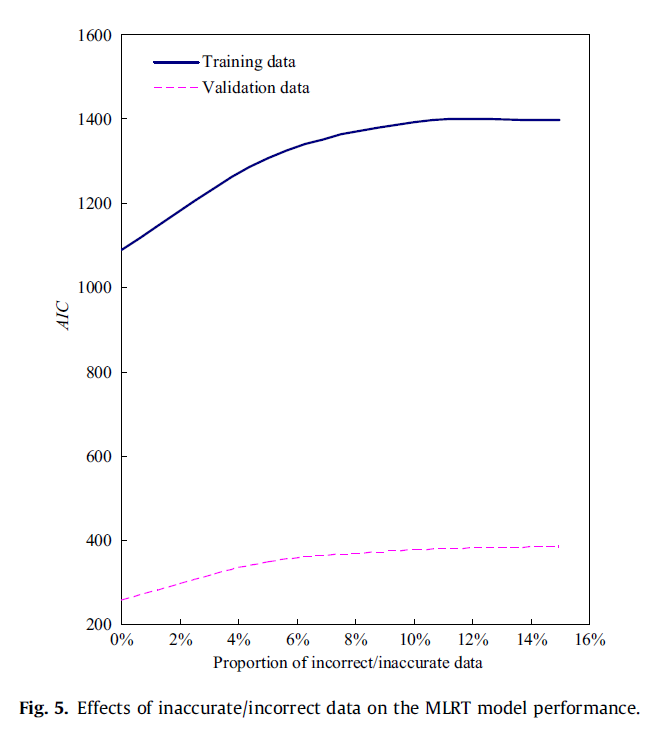 1600
Training data
Validation data
1400
1200
1000
AIC
800
600
400
200
0% 2% 4% 6% 8% 10% 12% 14% 16%
Proportion of incorrect/inaccurate data
Fig. 5. Effects of inaccurate/incorrect data on the MLRT model performance.